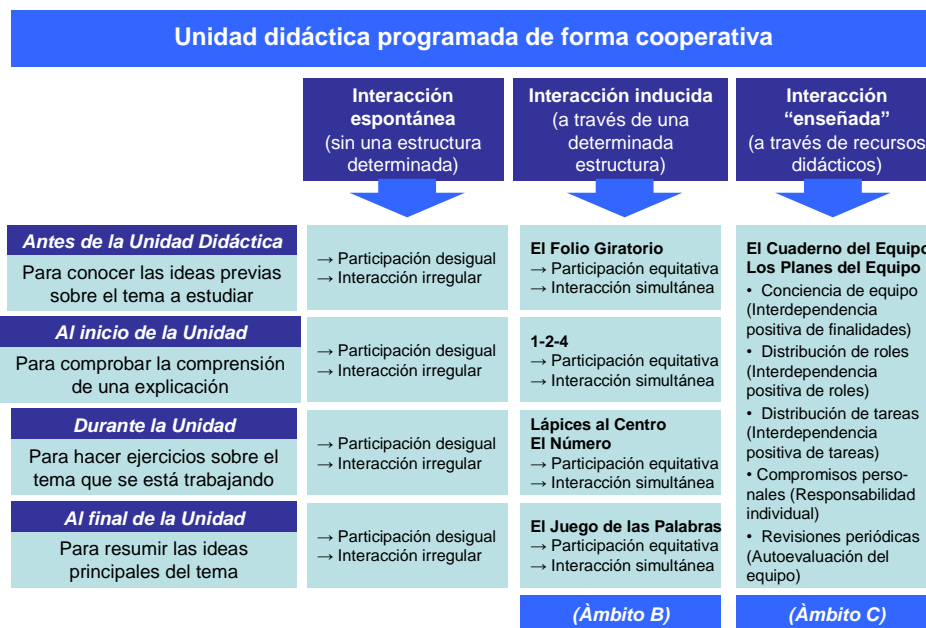 Unidad didáctica programada de forma cooperativa
Interacción
espontánea
(sin una estructura
determinada)
Interacción inducida
(a través de una
determinada
estructura)
Interacción
“enseñada”
(a través de recursos
didácticos)
Antes de la Unidad Didáctica
Para conocer las ideas previas
sobre el tema a estudiar
→ Participación desigual
→ Interacción irregular
El Folio Giratorio
→ Participación equitativa
→ Interacción simultánea
Al inicio de la Unidad
Para comprobar la comprensión
de una explicación
→ Participación desigual
→ Interacción irregular
1-2-4
→ Participación equitativa
→ Interacción simultánea
Durante la Unidad
Para hacer ejercicios sobre el
tema que se está trabajando
→ Participación desigual
→ Interacción irregular
Lápices al Centro
El Número
→ Participación equitativa
→ Interacción simultánea
Al final de la Unidad
Para resumir las ideas
principales del tema
→ Participación desigual
→ Interacción irregular
El Juego de las Palabras
→ Participación equitativa
→ Interacción simultánea
El Cuaderno del Equipo
Los Planes del Equipo
• Conciencia de equipo
(Interdependencia
positiva de finalidades)
• Distribución de roles
(Interdependencia
positiva de roles)
• Distribución de tareas
(Interdependencia
positiva de tareas)
• Compromisos perso-
nales (Responsabilidad
individual)
• Revisiones periódicas
(Autoevaluación del
equipo)
(Àmbito B)
(Àmbito C)